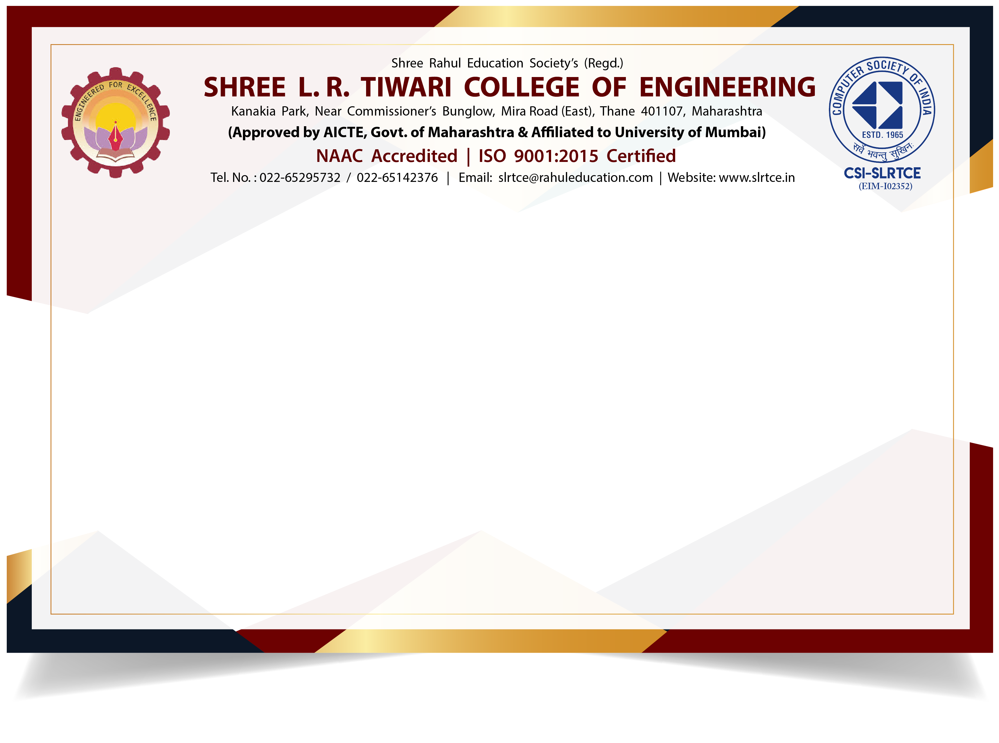 Shree Rahul Education Society’s (Regd.)
SHREE L. R. TIWARI COLLEGE OF ENGINEERING
Kanakia Park, Near Commissioner’s Bunglow, Mira Road (East), Thane 401107, Maharashtra
(Approved by AICTE, Govt. of Maharashtra & Affiliated to University of Mumbai)
NAAC Accredited | ISO 9001:2015 Certified
Tel. No. : 022-65295732 / 022-65142376 | Email: slrtce@rahuleducation.com | Website: www.slrtce.in
ENGINEERED FOR EXCELLENCE
COMPUTER SOCIETY OF INDIA
ESTD. 1965
सर्वे भवन्तु सुखिनः
CSI-SLRTCE
(EIM-I02352)